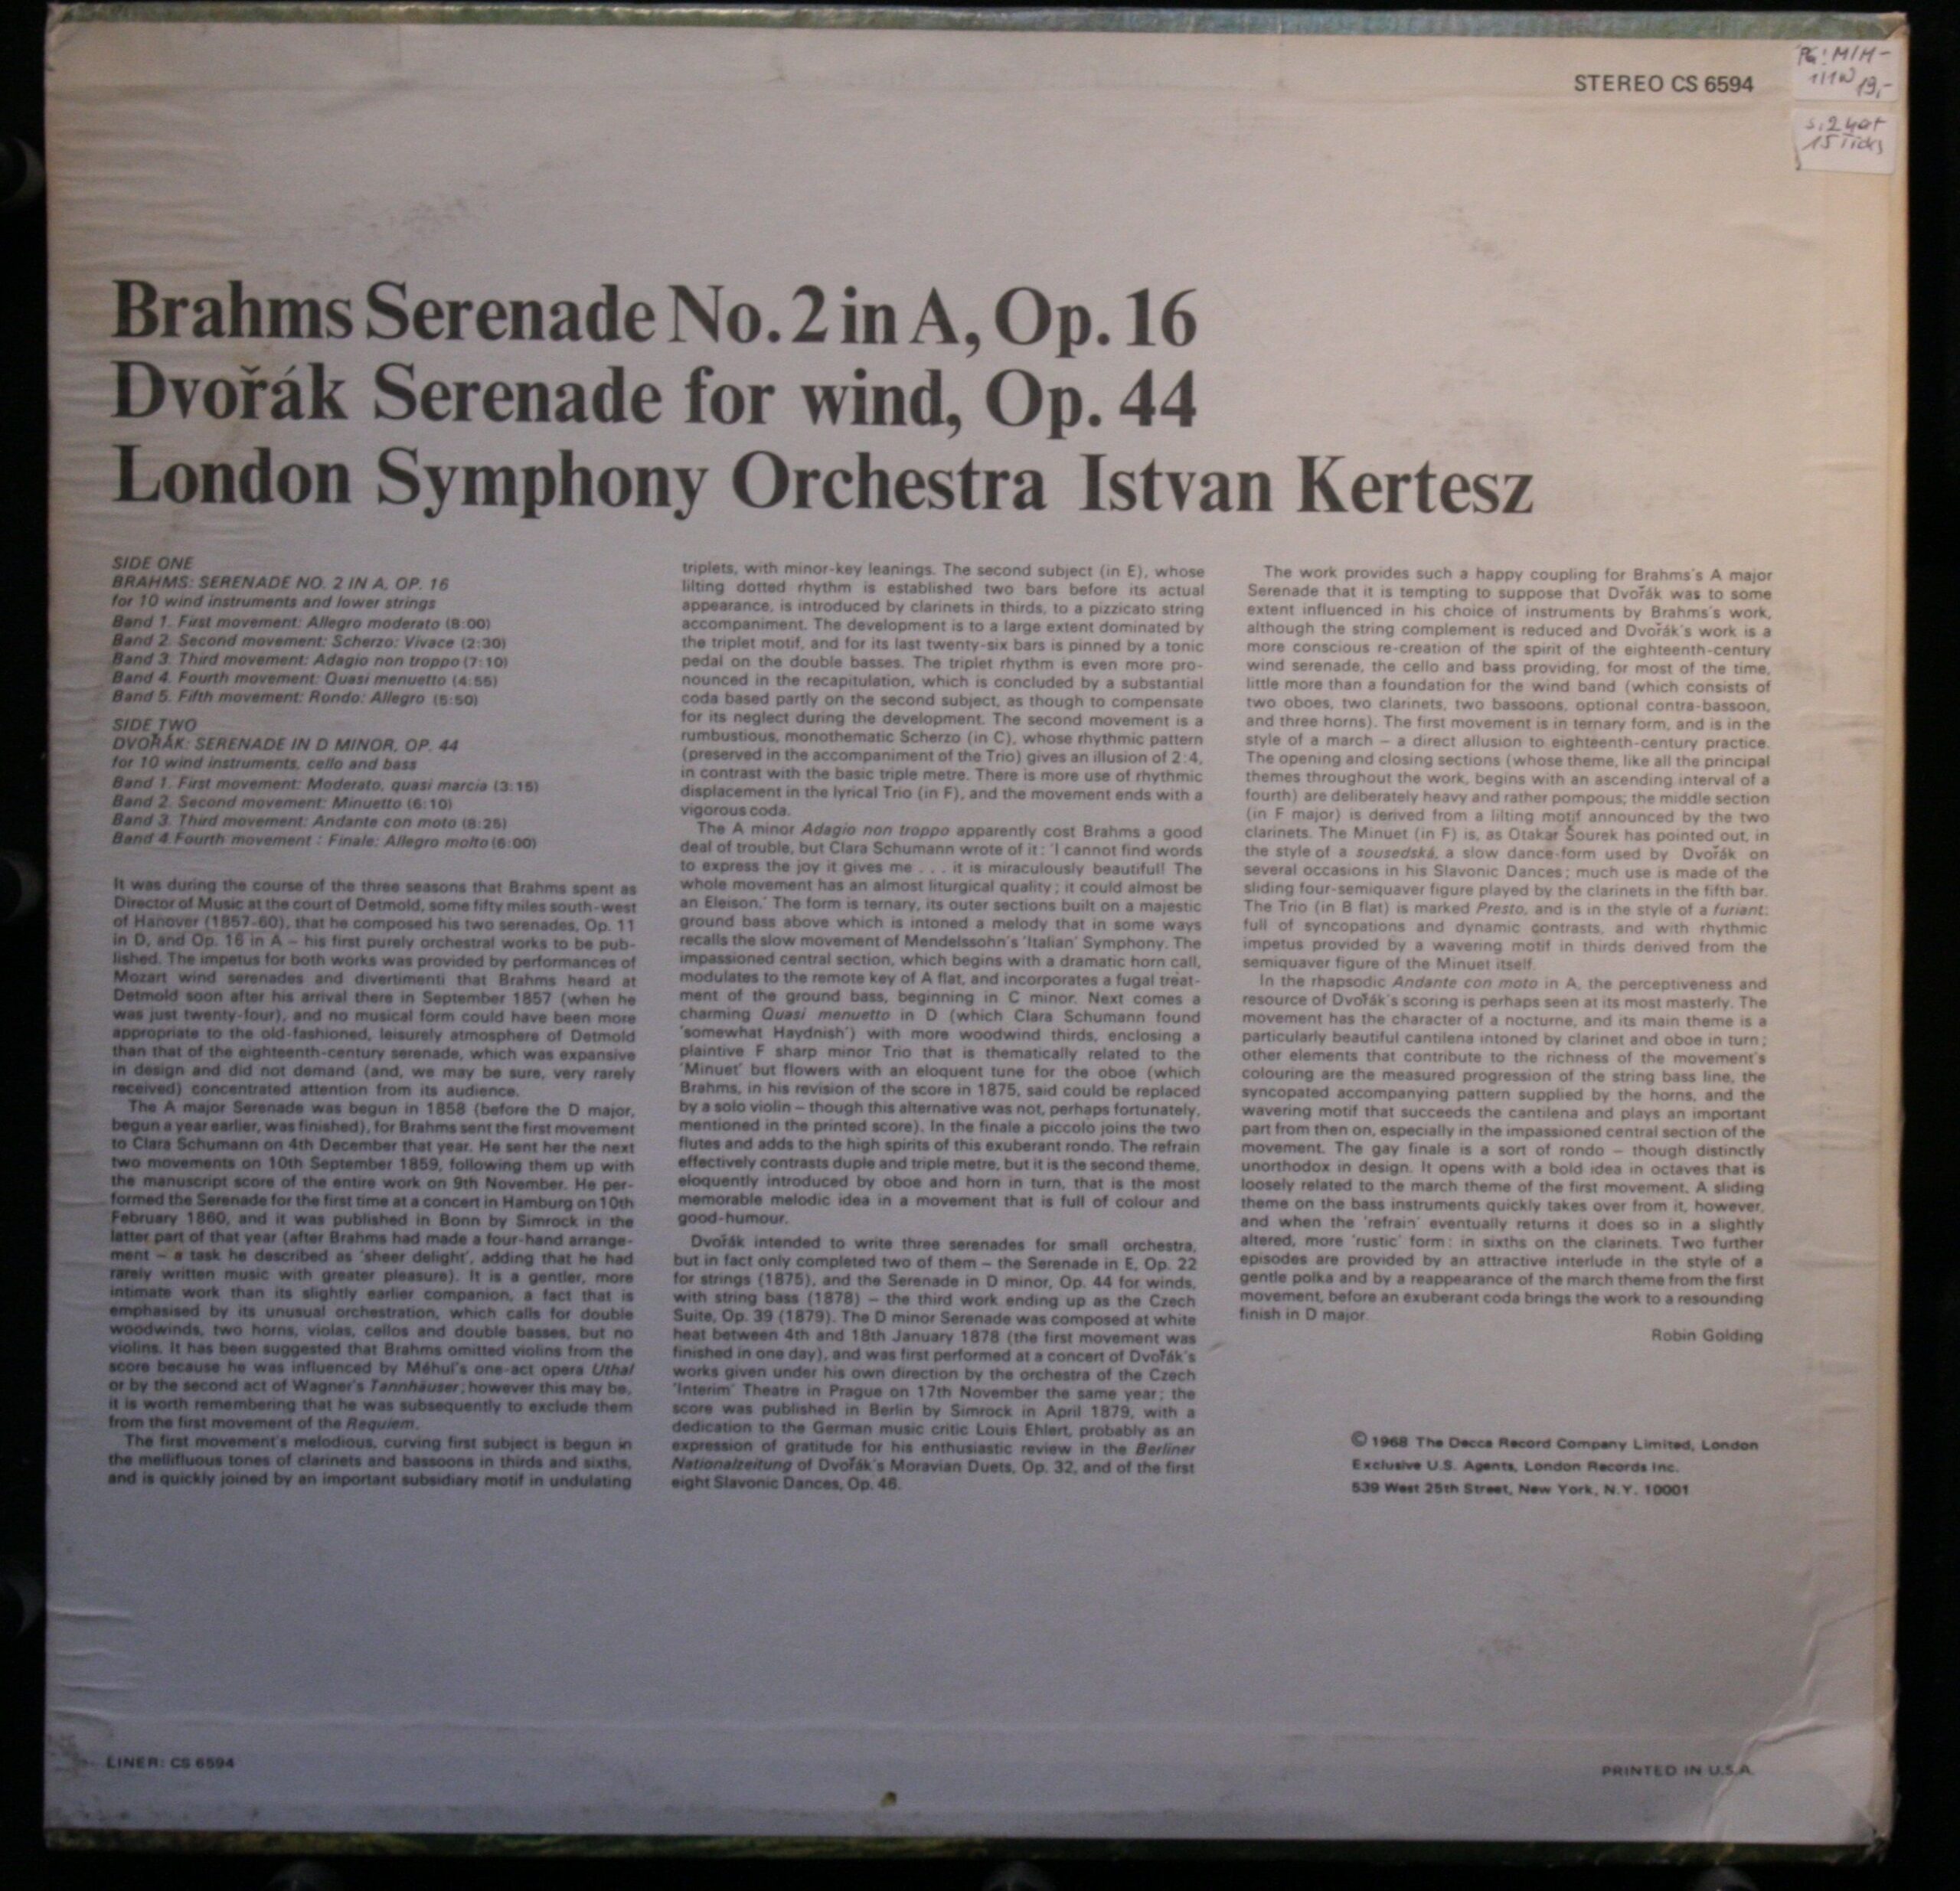 STEREO CS 6594
19,-
Brahms Serenade No. 2 in A, Op. 16
Dvořák Serenade for wind, Op. 44
London Symphony Orchestra Istvan Kertesz
SIDE ONE
BRAHMS: SERENADE NO. 2 IN A, OP. 16
for 10 wind instruments and lower strings
Band 1. First movement: Allegro moderato (8:00)
Band 2. Second movement: Scherzo: Vivace (2:30)
Band 3. Third movement: Adagio non troppo (7:10)
Band 4. Fourth movement: Quasi menuetto (4:55)
Band 5. Fifth movement: Rondo: Allegro (5:50)
SIDE TWO
DVOŘÁK: SERENADE IN D MINOR, OP. 44
for 10 wind instruments, cello and bass
Band 1. First movement: Moderato, quasi marcia (3:15)
Band 2. Second movement: Minuetto (6:10)
Band 3. Third movement: Andante con moto (8:25)
Band 4. Fourth movement : Finale: Allegro molto (6:00)
It was during the course of the three seasons that Brahms spent as
Director of Music at the court of Detmold, some fifty miles south-west
of Hanover (1857-60), that he composed his two serenades, Op. 11
in D, and Op. 16 in A – his first purely orchestral works to be pub-
lished. The impetus for both works was provided by performances of
Mozart wind serenades and divertimenti that Brahms heard at
Detmold soon after his arrival there in September 1857 (when he
was just twenty-four), and no musical form could have been more
appropriate to the old-fashioned, leisurely atmosphere of Detmold
than that of the eighteenth-century serenade, which was expansive
in design and did not demand (and, we may be sure, very rarely
received) concentrated attention from its audience.
The A major Serenade was begun in 1858 (before the D major,
begun a year earlier, was finished), for Brahms sent the first movement
to Clara Schumann on 4th December that year. He sent her the next
two movements on 10th September 1859, following them up with
the manuscript score of the entire work on 9th November. He per-
formed the Serenade for the first time at a concert in Hamburg on 10th
February 1860, and it was published in Bonn by Simrock in the
latter part of that year (after Brahms had made a four-hand arrange-
ment – a task he described as 'sheer delight', adding that he had
rarely written music with greater pleasure). It is a gentler, more
intimate work than its slightly earlier companion, a fact that is
emphasised by its unusual orchestration, which calls for double
woodwinds, two horns, violas, cellos and double basses, but no
violins. It has been suggested that Brahms omitted violins from the
score because he was influenced by Méhul's one-act opera Uthal
or by the second act of Wagner's Tannhäuser; however this may be,
it is worth remembering that he was subsequently to exclude them
from the first movement of the Requiem.
The first movement's melodious, curving first subject is begun in
the mellifluous tones of clarinets and bassoons in thirds and sixths,
and is quickly joined by an important subsidiary motif in undulating
triplets, with minor-key leanings. The second subject (in E), whose
lilting dotted rhythm is established two bars before its actual
appearance, is introduced by clarinets in thirds, to a pizzicato string
accompaniment. The development is to a large extent dominated by
the triplet motif, and for its last twenty-six bars is pinned by a tonic
pedal on the double basses. The triplet rhythm is even more pro-
nounced in the recapitulation, which is concluded by a substantial
coda based partly on the second subject, as though to compensate
for its neglect during the development. The second movement is a
rumbustious, monothematic Scherzo (in C), whose rhythmic pattern
(preserved in the accompaniment of the Trio) gives an illusion of 2:4,
in contrast with the basic triple metre. There is more use of rhythmic
displacement in the lyrical Trio (in F), and the movement ends with a
vigorous coda.
The A minor Adagio non troppo apparently cost Brahms a good
deal of trouble, but Clara Schumann wrote of it: 'I cannot find words
to express the joy it gives me . . . it is miraculously beautiful! The
whole movement has an almost liturgical quality; it could almost be
an Eleison.' The form is ternary, its outer sections built on a majestic
ground bass above which is intoned a melody that in some ways
recalls the slow movement of Mendelssohn's 'Italian' Symphony. The
impassioned central section, which begins with a dramatic horn call,
modulates to the remote key of A flat, and incorporates a fugal treat-
ment of the ground bass, beginning in C minor. Next comes a
charming Quasi menuetto in D (which Clara Schumann found
'somewhat Haydnish') with more woodwind thirds, enclosing a
plaintive F sharp minor Trio that is thematically related to the
'Minuet' but flowers with an eloquent tune for the oboe (which
Brahms, in his revision of the score in 1875, said could be replaced
by a solo violin – though this alternative was not, perhaps fortunately,
mentioned in the printed score). In the finale a piccolo joins the two
flutes and adds to the high spirits of this exuberant rondo. The refrain
effectively contrasts duple and triple metre, but it is the second theme,
eloquently introduced by oboe and horn in turn, that is the most
memorable melodic idea in a movement that is full of colour and
good-humour.
Dvořák intended to write three serenades for small orchestra,
but in fact only completed two of them – the Serenade in E, Op. 22
for strings (1875), and the Serenade in D minor, Op. 44 for winds,
with string bass (1878) – the third work ending up as the Czech
Suite, Op. 39 (1879). The D minor Serenade was composed at white
heat between 4th and 18th January 1878 (the first movement was
finished in one day), and was first performed at a concert of Dvořák's
works given under his own direction by the orchestra of the Czech
'Interim' Theatre in Prague on 17th November the same year; the
score was published in Berlin by Simrock in April 1879, with a
dedication to the German music critic Louis Ehlert, probably as an
expression of gratitude for his enthusiastic review in the Berliner
Nationalzeitung of Dvořák's Moravian Duets, Op. 32, and of the first
eight Slavonic Dances, Op. 46.
The work provides such a happy coupling for Brahms's A major
Serenade that it is tempting to suppose that Dvořák was to some
extent influenced in his choice of instruments by Brahms's work,
although the string complement is reduced and Dvořák's work is a
more conscious re-creation of the spirit of the eighteenth-century
wind serenade, the cello and bass providing, for most of the time,
little more than a foundation for the wind band (which consists of
two oboes, two clarinets, two bassoons, optional contra-bassoon,
and three horns). The first movement is in ternary form, and is in the
style of a march – a direct allusion to eighteenth-century practice.
The opening and closing sections (whose theme, like all the principal
themes throughout the work, begins with an ascending interval of a
fourth) are deliberately heavy and rather pompous; the middle section
(in F major) is derived from a lilting motif announced by the two
clarinets. The Minuet (in F) is, as Otakar Šourek has pointed out, in
the style of a sousedská, a slow dance-form used by Dvořák on
several occasions in his Slavonic Dances; much use is made of the
sliding four-semiquaver figure played by the clarinets in the fifth bar.
The Trio (in B flat) is marked Presto, and is in the style of a furiant:
full of syncopations and dynamic contrasts, and with rhythmic
impetus provided by a wavering motif in thirds derived from the
semiquaver figure of the Minuet itself.
In the rhapsodic Andante con moto in A, the perceptiveness and
resource of Dvořák's scoring is perhaps seen at its most masterly. The
movement has the character of a nocturne, and its main theme is a
particularly beautiful cantilena intoned by clarinet and oboe in turn;
other elements that contribute to the richness of the movement's
colouring are the measured progression of the string bass line, the
syncopated accompanying pattern supplied by the horns, and the
wavering motif that succeeds the cantilena and plays an important
part from then on, especially in the impassioned central section of the
movement. The gay finale is a sort of rondo – though distinctly
unorthodox in design. It opens with a bold idea in octaves that is
loosely related to the march theme of the first movement. A sliding
theme on the bass instruments quickly takes over from it, however,
and when the 'refrain' eventually returns it does so in a slightly
altered, more 'rustic' form: in sixths on the clarinets. Two further
episodes are provided by an attractive interlude in the style of a
gentle polka and by a reappearance of the march theme from the first
movement, before an exuberant coda brings the work to a resounding
finish in D major.
Robin Golding
© 1968 The Decca Record Company Limited, London
Exclusive U.S. Agents, London Records Inc.
539 West 25th Street, New York, N.Y. 10001
LINER: CS 6594
PRINTED IN U.S.A.